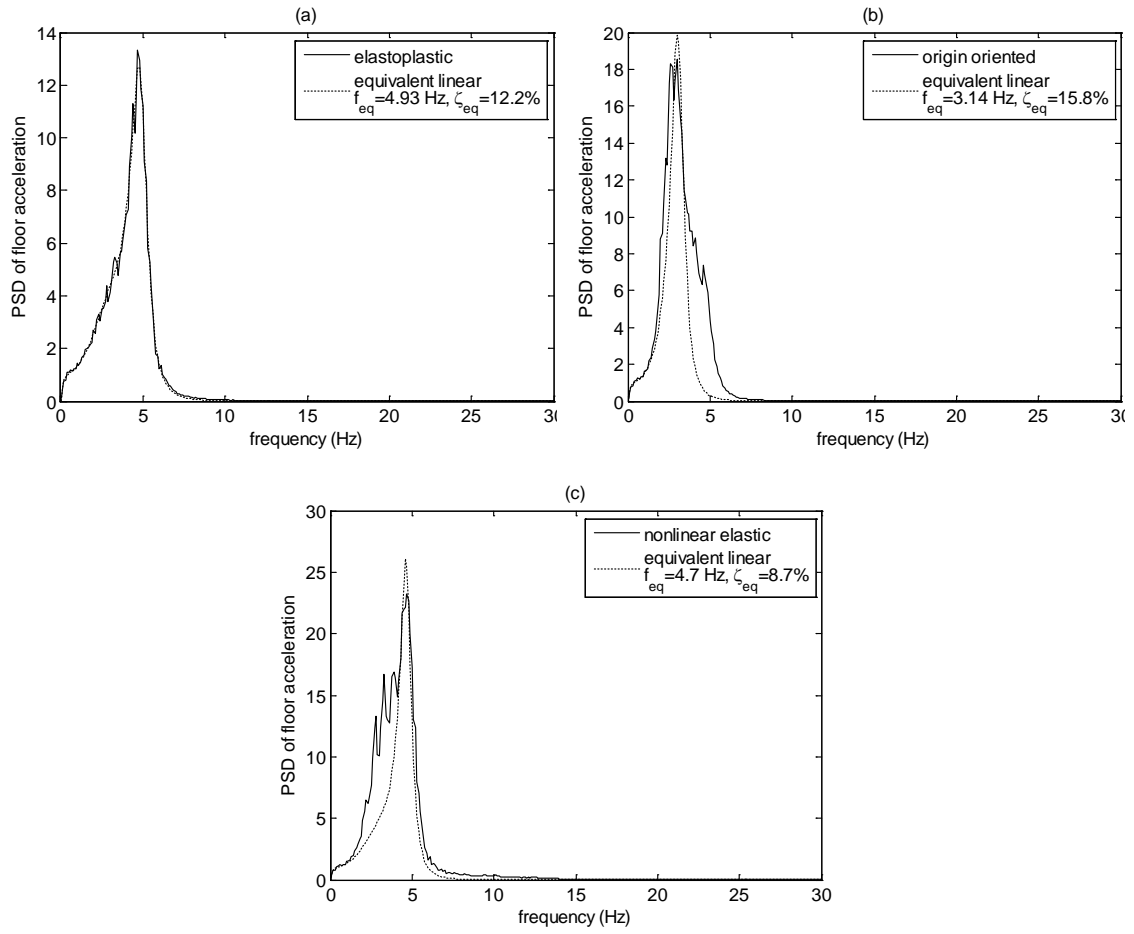 (a)
14
12
10
8
6
4
2
0
PSD of floor acceleration
elastoplastic
equivalent linear
f_eq=4.93 Hz, ζ_eq=12.2%
0 5 10 15 20 25 30
frequency (Hz)
(b)
20
18
16
14
12
10
8
6
4
2
0
PSD of floor acceleration
origin oriented
equivalent linear
f_eq=3.14 Hz, ζ_eq=15.8%
0 5 10 15 20 25 30
frequency (Hz)
(c)
30
25
20
15
10
5
0
PSD of floor acceleration
nonlinear elastic
equivalent linear
f_eq=4.7 Hz, ζ_eq=8.7%
0 5 10 15 20 25 30
frequency (Hz)